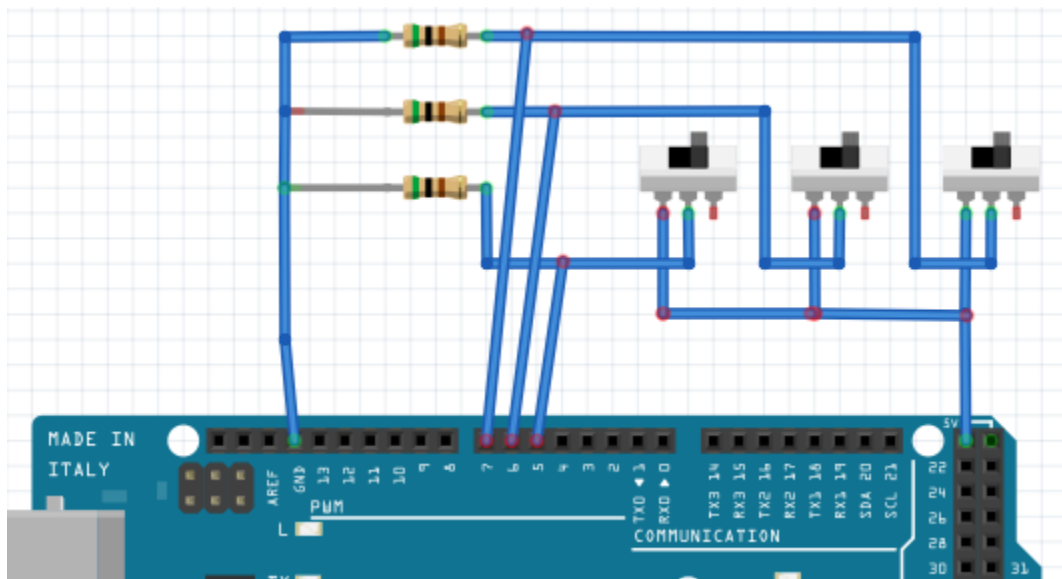 5V
MADE IN
ITALY
AREF
GND
13
12
11
10
9
8
7
6
5
4
3
2
TX0 ◀ 1
RX0 ▶ 0
TX3 14
RX3 15
TX2 16
RX2 17
TX1 18
RX1 19
SDA 20
SCL 21
22
24
26
28
30
31
PWM
L
COMMUNICATION